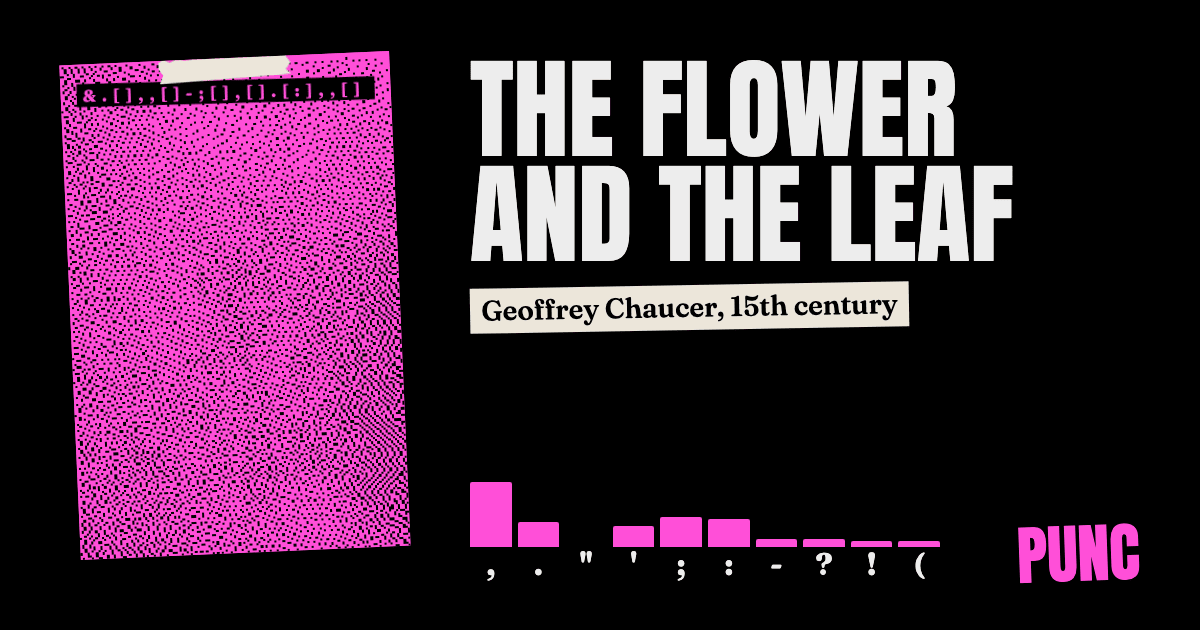 &.[],,[]-;[],[].[:],,[]
THE FLOWER
AND THE LEAF
Geoffrey Chaucer, 15th century
, . " ' ; : - ? ! (
PUNC